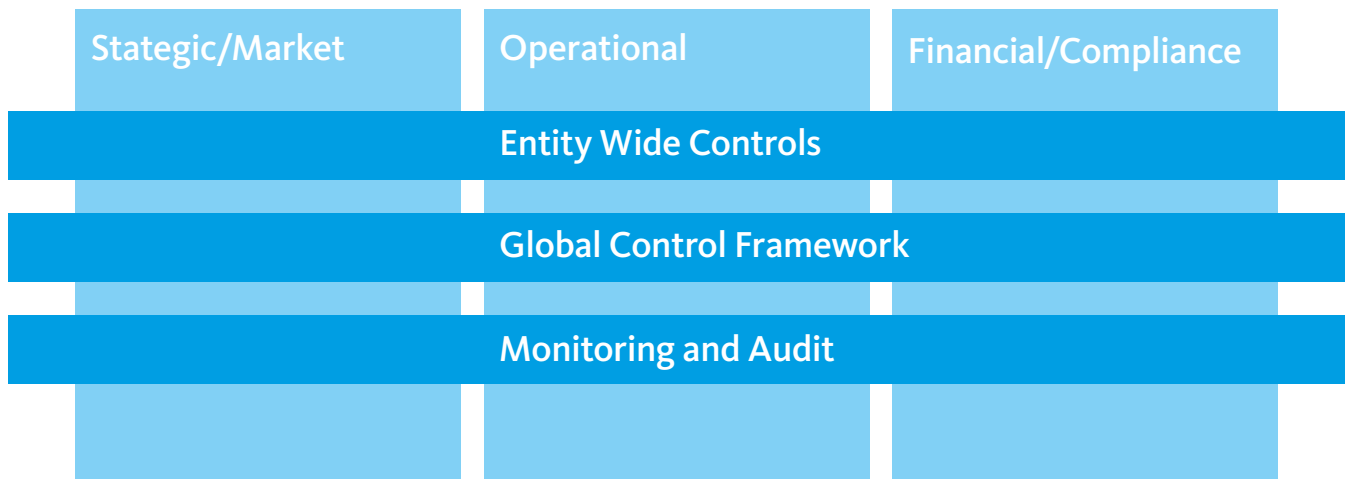 Stategic/Market
Operational
Financial/Compliance
Entity Wide Controls
Global Control Framework
Monitoring and Audit